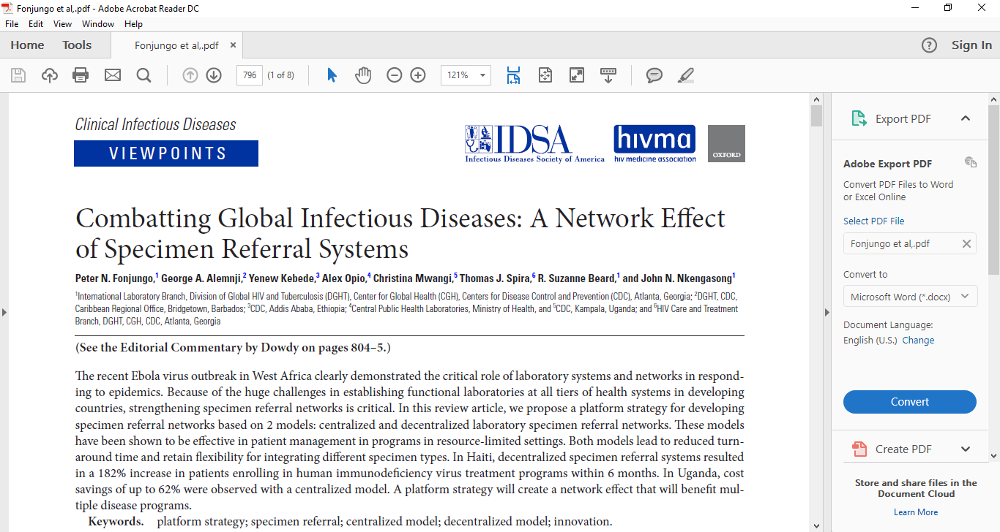 Fonjungo et al,.pdf - Adobe Acrobat Reader DC
File Edit View Window Help
Home Tools Fonjungo et al,.pdf × ? Sign In
796 (1 of 8) 121%
Clinical Infectious Diseases
VIEWPOINTS
IDSA
Infectious Diseases Society of America
hivma
hiv medicine association
OXFORD
Combatting Global Infectious Diseases: A Network Effect
of Specimen Referral Systems
Peter N. Fonjungo,1 George A. Alemnji,2 Yenew Kebede,3 Alex Opio,4 Christina Mwangi,5 Thomas J. Spira,6 R. Suzanne Beard,1 and John N. Nkengasong1
1International Laboratory Branch, Division of Global HIV and Tuberculosis (DGHT), Center for Global Health (CGH), Centers for Disease Control and Prevention (CDC), Atlanta, Georgia; 2DGHT, CDC,
Caribbean Regional Office, Bridgetown, Barbados; 3CDC, Addis Ababa, Ethiopia; 4Central Public Health Laboratories, Ministry of Health, and 5CDC, Kampala, Uganda; and 6HIV Care and Treatment
Branch, DGHT, CGH, CDC, Atlanta, Georgia
(See the Editorial Commentary by Dowdy on pages 804–5.)
The recent Ebola virus outbreak in West Africa clearly demonstrated the critical role of laboratory systems and networks in respond-
ing to epidemics. Because of the huge challenges in establishing functional laboratories at all tiers of health systems in developing
countries, strengthening specimen referral networks is critical. In this review article, we propose a platform strategy for developing
specimen referral networks based on 2 models: centralized and decentralized laboratory specimen referral networks. These models
have been shown to be effective in patient management in programs in resource-limited settings. Both models lead to reduced turn-
around time and retain flexibility for integrating different specimen types. In Haiti, decentralized specimen referral systems resulted
in a 182% increase in patients enrolling in human immunodeficiency virus treatment programs within 6 months. In Uganda, cost
savings of up to 62% were observed with a centralized model. A platform strategy will create a network effect that will benefit mul-
tiple disease programs.
Keywords. platform strategy; specimen referral; centralized model; decentralized model; innovation.
Export PDF
Adobe Export PDF
Convert PDF Files to Word
or Excel Online
Select PDF File
Fonjungo et al,.pdf
Convert to
Microsoft Word (*.docx)
Document Language:
English (U.S.) Change
Convert
Create PDF
Store and share files in the
Document Cloud
Learn More